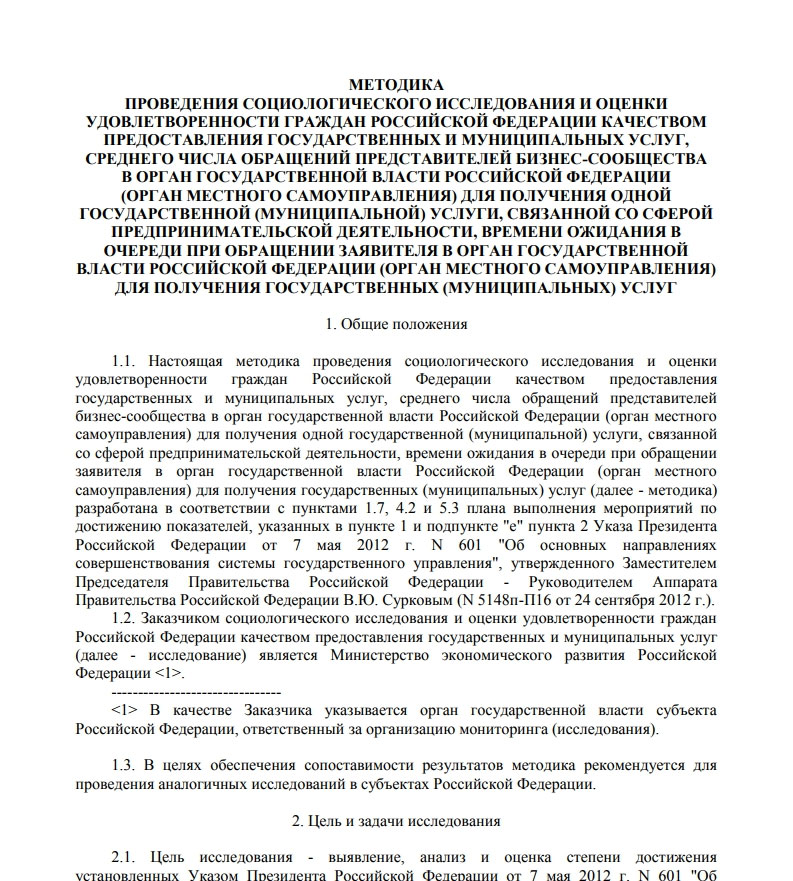 МЕТОДИКА
ПРОВЕДЕНИЯ СОЦИОЛОГИЧЕСКОГО ИССЛЕДОВАНИЯ И ОЦЕНКИ
УДОВЛЕТВОРЕННОСТИ ГРАЖДАН РОССИЙСКОЙ ФЕДЕРАЦИИ КАЧЕСТВОМ
ПРЕДОСТАВЛЕНИЯ ГОСУДАРСТВЕННЫХ И МУНИЦИПАЛЬНЫХ УСЛУГ,
СРЕДНЕГО ЧИСЛА ОБРАЩЕНИЙ ПРЕДСТАВИТЕЛЕЙ БИЗНЕС-СООБЩЕСТВА
В ОРГАН ГОСУДАРСТВЕННОЙ ВЛАСТИ РОССИЙСКОЙ ФЕДЕРАЦИИ
(ОРГАН МЕСТНОГО САМОУПРАВЛЕНИЯ) ДЛЯ ПОЛУЧЕНИЯ ОДНОЙ
ГОСУДАРСТВЕННОЙ (МУНИЦИПАЛЬНОЙ) УСЛУГИ, СВЯЗАННОЙ СО СФЕРОЙ
ПРЕДПРИНИМАТЕЛЬСКОЙ ДЕЯТЕЛЬНОСТИ, ВРЕМЕНИ ОЖИДАНИЯ В
ОЧЕРЕДИ ПРИ ОБРАЩЕНИИ ЗАЯВИТЕЛЯ В ОРГАН ГОСУДАРСТВЕННОЙ
ВЛАСТИ РОССИЙСКОЙ ФЕДЕРАЦИИ (ОРГАН МЕСТНОГО САМОУПРАВЛЕНИЯ)
ДЛЯ ПОЛУЧЕНИЯ ГОСУДАРСТВЕННЫХ (МУНИЦИПАЛЬНЫХ) УСЛУГ
1. Общие положения
1.1. Настоящая методика проведения социологического исследования и оценки
удовлетворенности граждан Российской Федерации качеством предоставления
государственных и муниципальных услуг, среднего числа обращений представителей
бизнес-сообщества в орган государственной власти Российской Федерации (орган местного
самоуправления) для получения одной государственной (муниципальной) услуги, связанной
со сферой предпринимательской деятельности, времени ожидания в очереди при обращении
заявителя в орган государственной власти Российской Федерации (орган местного
самоуправления) для получения государственных (муниципальных) услуг (далее - методика)
разработана в соответствии с пунктами 1.7, 4.2 и 5.3 плана выполнения мероприятий по
достижению показателей, указанных в пункте 1 и подпункте "е" пункта 2 Указа Президента
Российской Федерации от 7 мая 2012 г. N 601 "Об основных направлениях
совершенствования системы государственного управления", утвержденного Заместителем
Председателя Правительства Российской Федерации - Руководителем Аппарата
Правительства Российской Федерации В.Ю. Сурковым (N 5148п-П16 от 24 сентября 2012 г.).
1.2. Заказчиком социологического исследования и оценки удовлетворенности граждан
Российской Федерации качеством предоставления государственных и муниципальных услуг
(далее - исследование) является Министерство экономического развития Российской
Федерации <1>.
--------------------------------
<1> В качестве Заказчика указывается орган государственной власти субъекта
Российской Федерации, ответственный за организацию мониторинга (исследования).
1.3. В целях обеспечения сопоставимости результатов методика рекомендуется для
проведения аналогичных исследований в субъектах Российской Федерации.
2. Цель и задачи исследования
2.1. Цель исследования - выявление, анализ и оценка степени достижения
установленных Указом Президента Российской Федерации от 7 мая 2012 г. N 601 "Об